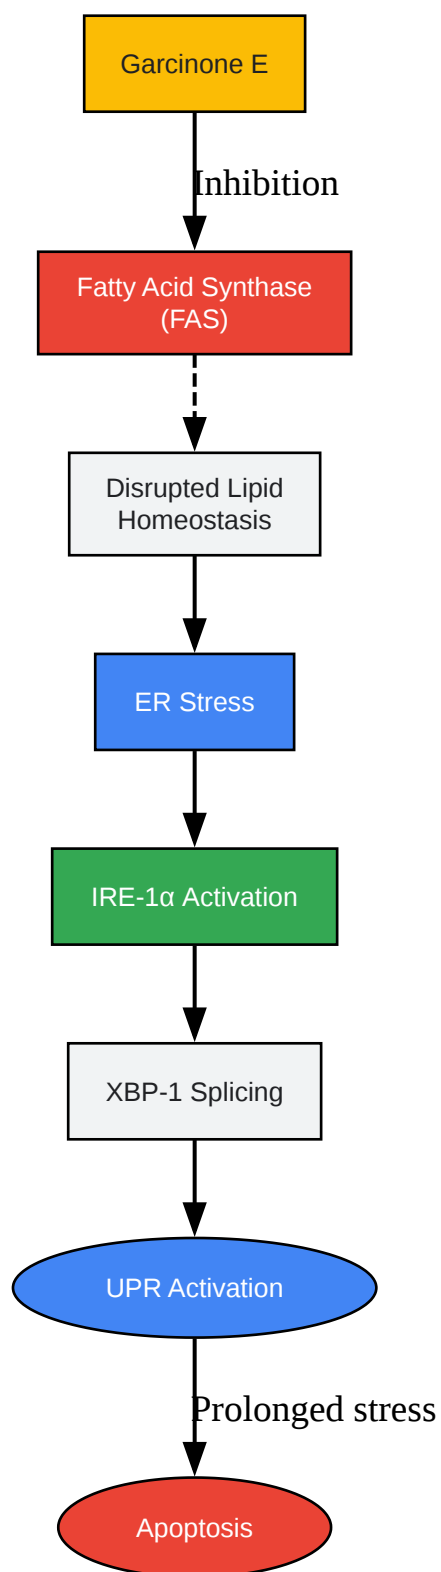 Garcinone E
Inhibition
Fatty Acid Synthase
(FAS)
Disrupted Lipid
Homeostasis
ER Stress
IRE-1α Activation
XBP-1 Splicing
UPR Activation
Prolonged stress
Apoptosis